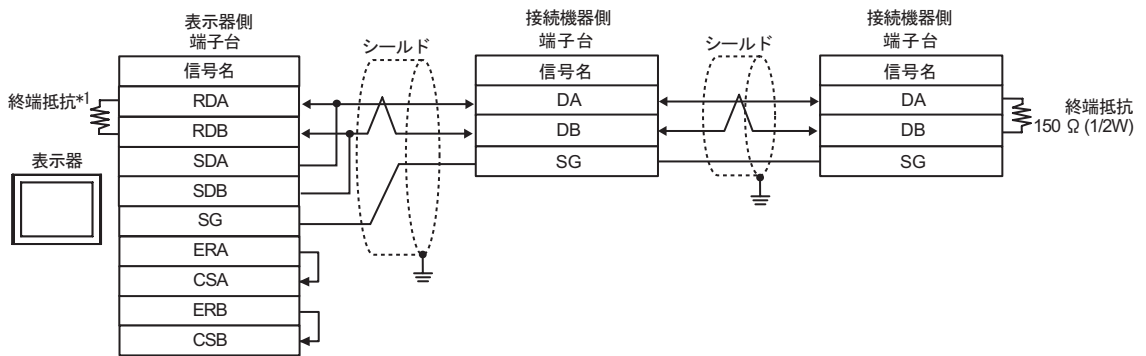 表示器側
端子台
信号名
RDA
RDB
SDA
SDB
SG
ERA
CSA
ERB
CSB
終端抵抗*1
表示器
シールド
接続機器側
端子台
信号名
DA
DB
SG
シールド
接続機器側
端子台
信号名
DA
DB
SG
終端抵抗
150 Ω (1/2W)